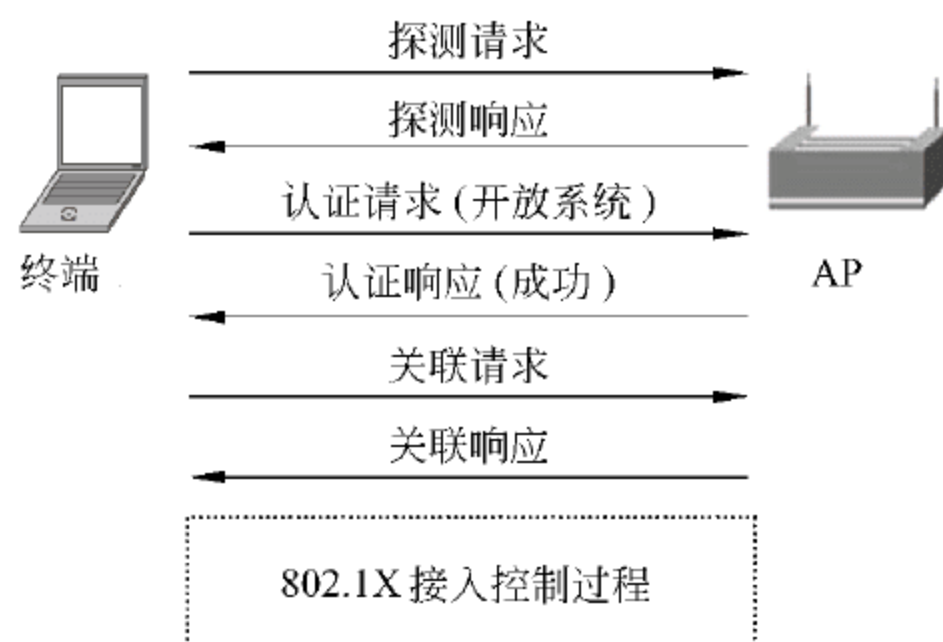 探测请求
探测响应
认证请求(开放系统)
终端
认证响应(成功)
AP
关联请求
关联响应
802.1X接入控制过程